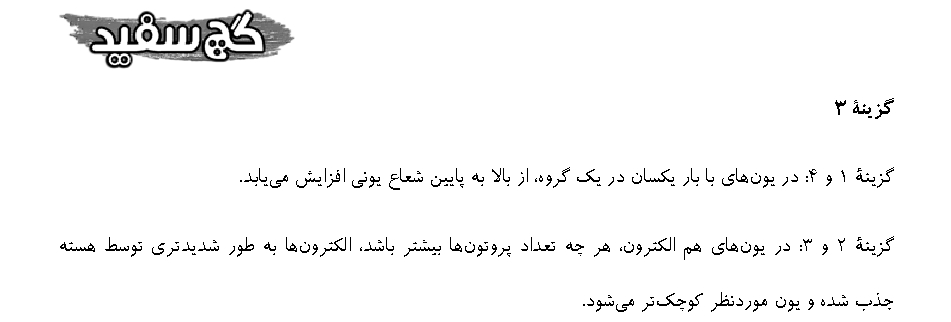 گچ سفید
گزینهٔ ۳
گزینهٔ ۱ و ۴: در یون‌های با بار یکسان در یک گروه، از بالا به پایین شعاع یونی افزایش می‌یابد.
گزینهٔ ۲ و ۳: در یون‌های هم الکترون، هر چه تعداد پروتون‌ها بیشتر باشد، الکترون‌ها به طور شدیدتری توسط هسته
جذب شده و یون موردنظر کوچک‌تر می‌شود.